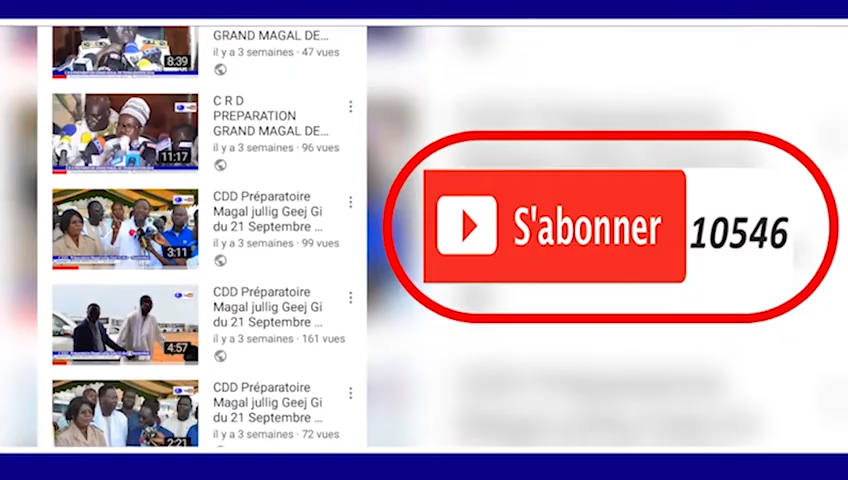 GRAND MAGAL DE...
il y a 3 semaines · 47 vues
8:39
C R D
PREPARATION
GRAND MAGAL DE...
il y a 3 semaines · 96 vues
11:17
CDD Préparatoire
Magal jullig Geej Gi
du 21 Septembre ...
il y a 3 semaines · 99 vues
3:11
CDD Préparatoire
Magal jullig Geej Gi
du 21 Septembre ...
il y a 3 semaines · 161 vues
4:57
CDD Préparatoire
Magal jullig Geej Gi
du 21 Septembre ...
il y a 3 semaines · 72 vues
2:21
S'abonner 10546